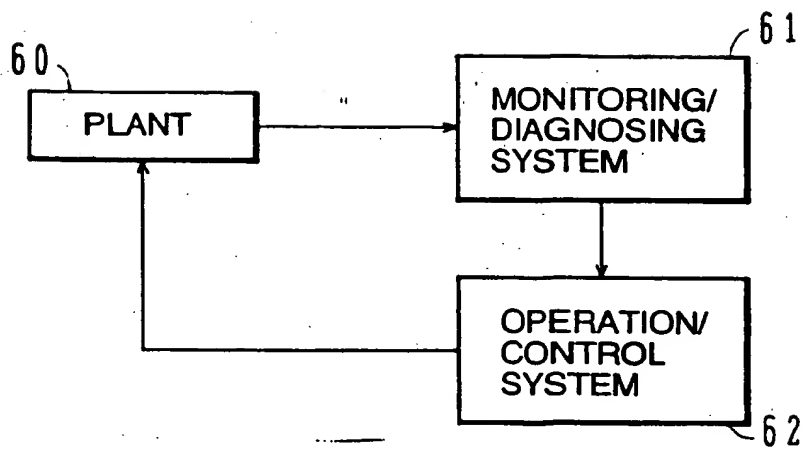 60
PLANT
61
MONITORING/
DIAGNOSING
SYSTEM
OPERATION/
CONTROL
SYSTEM
62